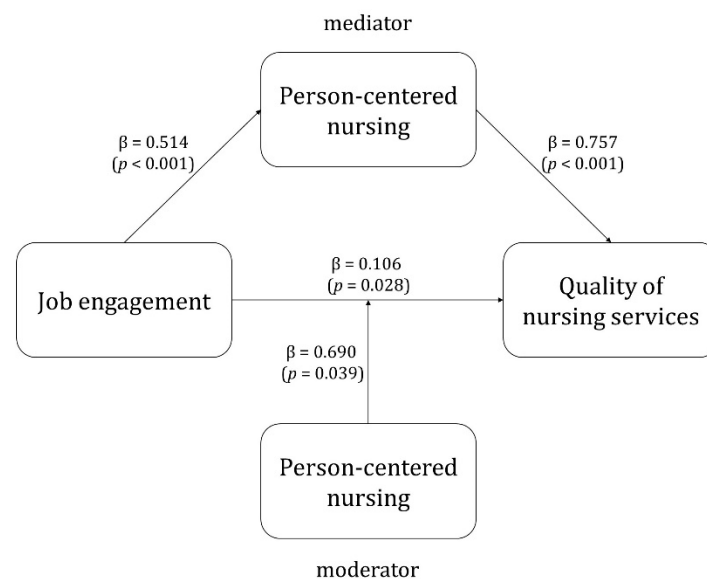 mediator
Person-centered
nursing
β = 0.514
(p < 0.001)
β = 0.757
(p < 0.001)
Job engagement
β = 0.106
(p = 0.028)
Quality of
nursing services
β = 0.690
(p = 0.039)
Person-centered
nursing
moderator